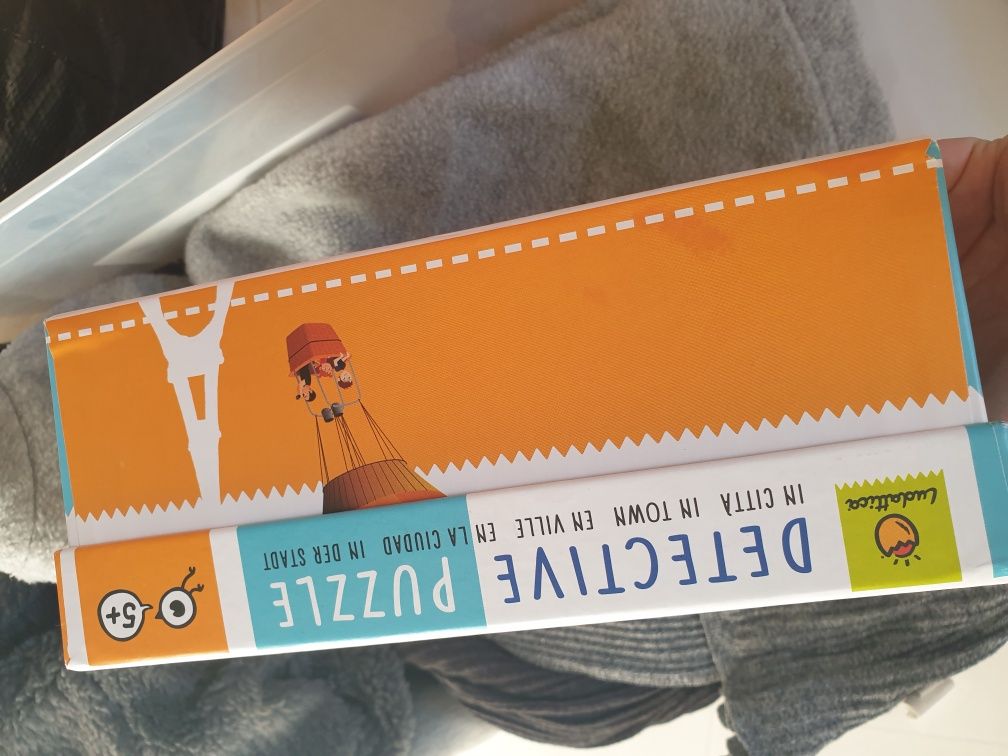 Ludattica
DETECTIVE PUZZLE
IN CITTÀ IN TOWN EN VILLE EN LA CIUDAD IN DER STADT
5+